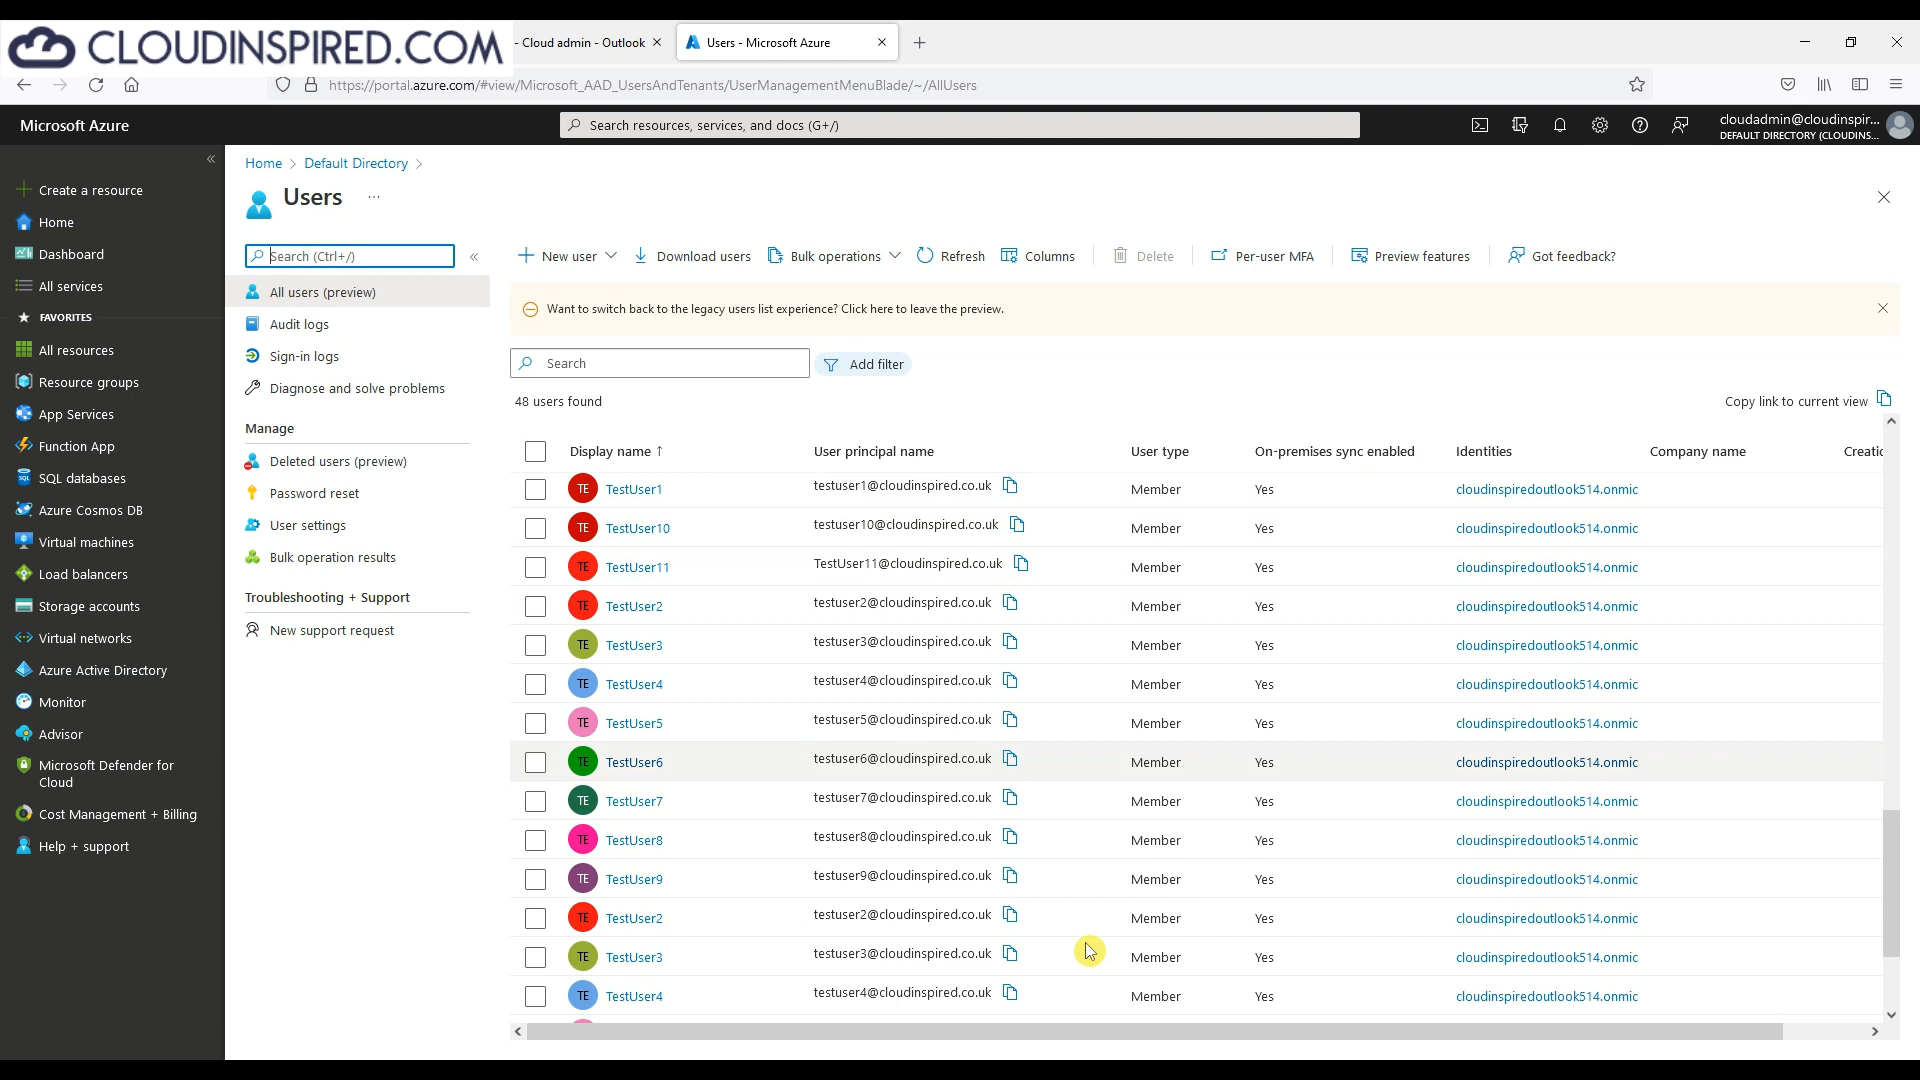 CLOUDINSPIRED.COM
- Cloud admin - Outlook
Users - Microsoft Azure
https://portal.azure.com/#view/Microsoft_AAD_UsersAndTenants/UserManagementMenuBlade/~/AllUsers
Microsoft Azure
Search resources, services, and docs (G+/)
cloudadmin@cloudinspir...
DEFAULT DIRECTORY (CLOUDINS...
Create a resource
Home
Dashboard
All services
FAVORITES
All resources
Resource groups
App Services
Function App
SQL databases
Azure Cosmos DB
Virtual machines
Load balancers
Storage accounts
Virtual networks
Azure Active Directory
Monitor
Advisor
Microsoft Defender for
Cloud
Cost Management + Billing
Help + support
Home > Default Directory >
Users ...
Search (Ctrl+/)
All users (preview)
Audit logs
Sign-in logs
Diagnose and solve problems
Manage
Deleted users (preview)
Password reset
User settings
Bulk operation results
Troubleshooting + Support
New support request
New user Download users Bulk operations Refresh Columns Delete Per-user MFA Preview features Got feedback?
Want to switch back to the legacy users list experience? Click here to leave the preview.
Search Add filter
48 users found Copy link to current view
Display name ↑ User principal name User type On-premises sync enabled Identities Company name Creatic
TE TestUser1 testuser1@cloudinspired.co.uk Member Yes cloudinspiredoutlook514.onmic
TE TestUser10 testuser10@cloudinspired.co.uk Member Yes cloudinspiredoutlook514.onmic
TE TestUser11 TestUser11@cloudinspired.co.uk Member Yes cloudinspiredoutlook514.onmic
TE TestUser2 testuser2@cloudinspired.co.uk Member Yes cloudinspiredoutlook514.onmic
TE TestUser3 testuser3@cloudinspired.co.uk Member Yes cloudinspiredoutlook514.onmic
TE TestUser4 testuser4@cloudinspired.co.uk Member Yes cloudinspiredoutlook514.onmic
TE TestUser5 testuser5@cloudinspired.co.uk Member Yes cloudinspiredoutlook514.onmic
TE TestUser6 testuser6@cloudinspired.co.uk Member Yes cloudinspiredoutlook514.onmic
TE TestUser7 testuser7@cloudinspired.co.uk Member Yes cloudinspiredoutlook514.onmic
TE TestUser8 testuser8@cloudinspired.co.uk Member Yes cloudinspiredoutlook514.onmic
TE TestUser9 testuser9@cloudinspired.co.uk Member Yes cloudinspiredoutlook514.onmic
TE TestUser2 testuser2@cloudinspired.co.uk Member Yes cloudinspiredoutlook514.onmic
TE TestUser3 testuser3@cloudinspired.co.uk Member Yes cloudinspiredoutlook514.onmic
TE TestUser4 testuser4@cloudinspired.co.uk Member Yes cloudinspiredoutlook514.onmic